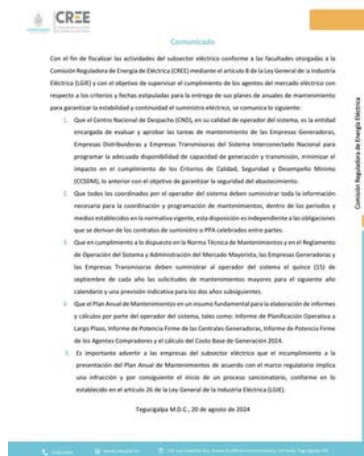 CREE
Comunicado
Con el fin de fiscalizar las actividades del subsector eléctrico conforme a las facultades otorgadas a la
Comisión Reguladora de Energía de Eléctrica (CREE) mediante el artículo 8 de la Ley General de la Industria
Eléctrica (LGIE) y con el objetivo de supervisar el cumplimiento de los agentes del mercado eléctrico con
respecto a los criterios y fechas estipuladas para la entrega de sus planes de anuales de mantenimiento
para garantizar la estabilidad y continuidad el suministro eléctrico, se comunica lo siguiente:
1. Que el Centro Nacional de Despacho (CND), en su calidad de operador del sistema, es la entidad
encargada de evaluar y aprobar las tareas de mantenimiento de las Empresas Generadoras,
Empresas Distribuidoras y Empresas Transmisoras del Sistema Interconectado Nacional para
programar la adecuada disponibilidad de capacidad de generación y transmisión, minimizar el
impacto en el cumplimiento de los Criterios de Calidad, Seguridad y Desempeño Mínimo
(CCSDM), lo anterior con el objetivo de garantizar la seguridad del abastecimiento.
2. Que todos los coordinados por el operador del sistema deben suministrar toda la información
necesaria para la coordinación y programación de mantenimientos, dentro de los periodos y
medios establecidos en la normativa vigente, esta disposición es independiente a las obligaciones
que se derivan de los contratos de suministro o PPA celebrados entre partes.
3. Que en cumplimiento a lo dispuesto en la Norma Técnica de Mantenimientos y en el Reglamento
de Operación del Sistema y Administración del Mercado Mayorista, las Empresas Generadoras y
las Empresas Transmisoras deben suministrar al operador del sistema el quince (15) de
septiembre de cada año las solicitudes de mantenimientos mayores para el siguiente año
calendario y una previsión indicativa para los dos años subsiguientes.
4. Que el Plan Anual de Mantenimientos en un insumo fundamental para la elaboración de informes
y cálculos por parte del operador del sistema, tales como: Informe de Planificación Operativa a
Largo Plazo, Informe de Potencia Firme de las Centrales Generadoras, Informe de Potencia Firme
de los Agentes Compradores y el cálculo del Costo Base de Generación 2024.
5. Es importante advertir a las empresas del subsector eléctrico que el incumplimiento a la
presentación del Plan Anual de Mantenimientos de acuerdo con el marco regulatorio implica
una infracción y por consiguiente el inicio de un proceso sancionatorio, conforme en lo
establecido en el artículo 26 de la Ley General de la Industria Eléctrica (LGIE).
Tegucigalpa M.D.C., 20 de agosto de 2024
Comisión Reguladora de Energía Eléctrica